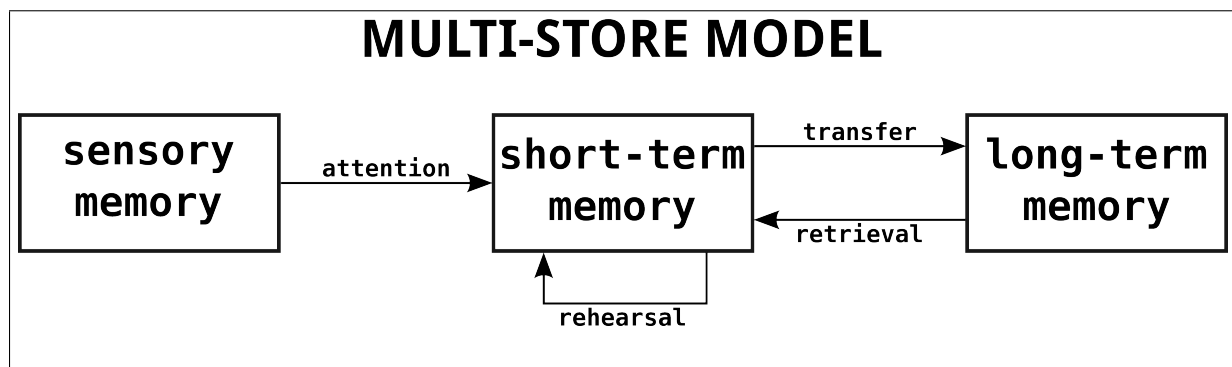 MULTI-STORE MODEL
sensory
memory
attention
short-term
memory
transfer
retrieval
long-term
memory
rehearsal